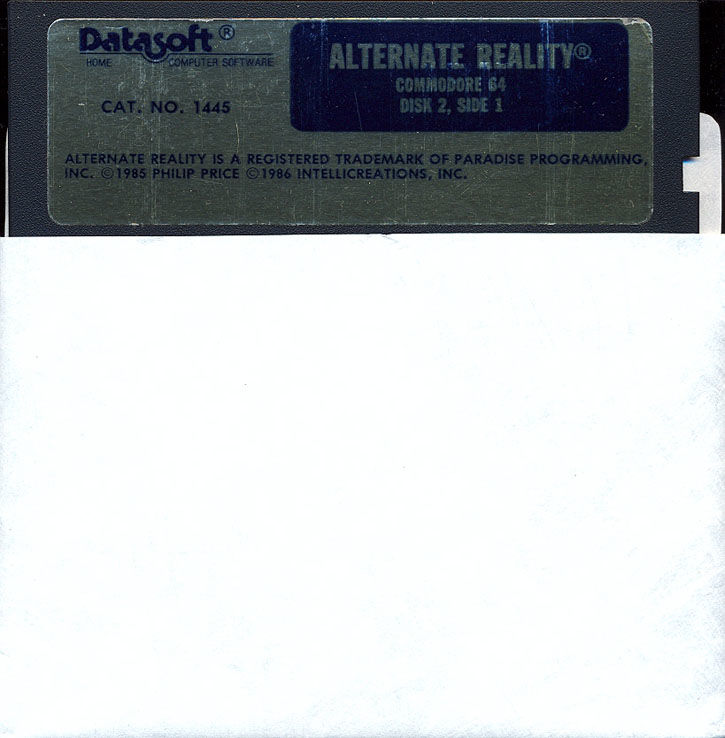 Datasoft®
HOME COMPUTER SOFTWARE
CAT. NO. 1445
ALTERNATE REALITY®
COMMODORE 64
DISK 2, SIDE 1
ALTERNATE REALITY IS A REGISTERED TRADEMARK OF PARADISE PROGRAMMING,
INC. ©1985 PHILIP PRICE ©1986 INTELLICREATIONS, INC.